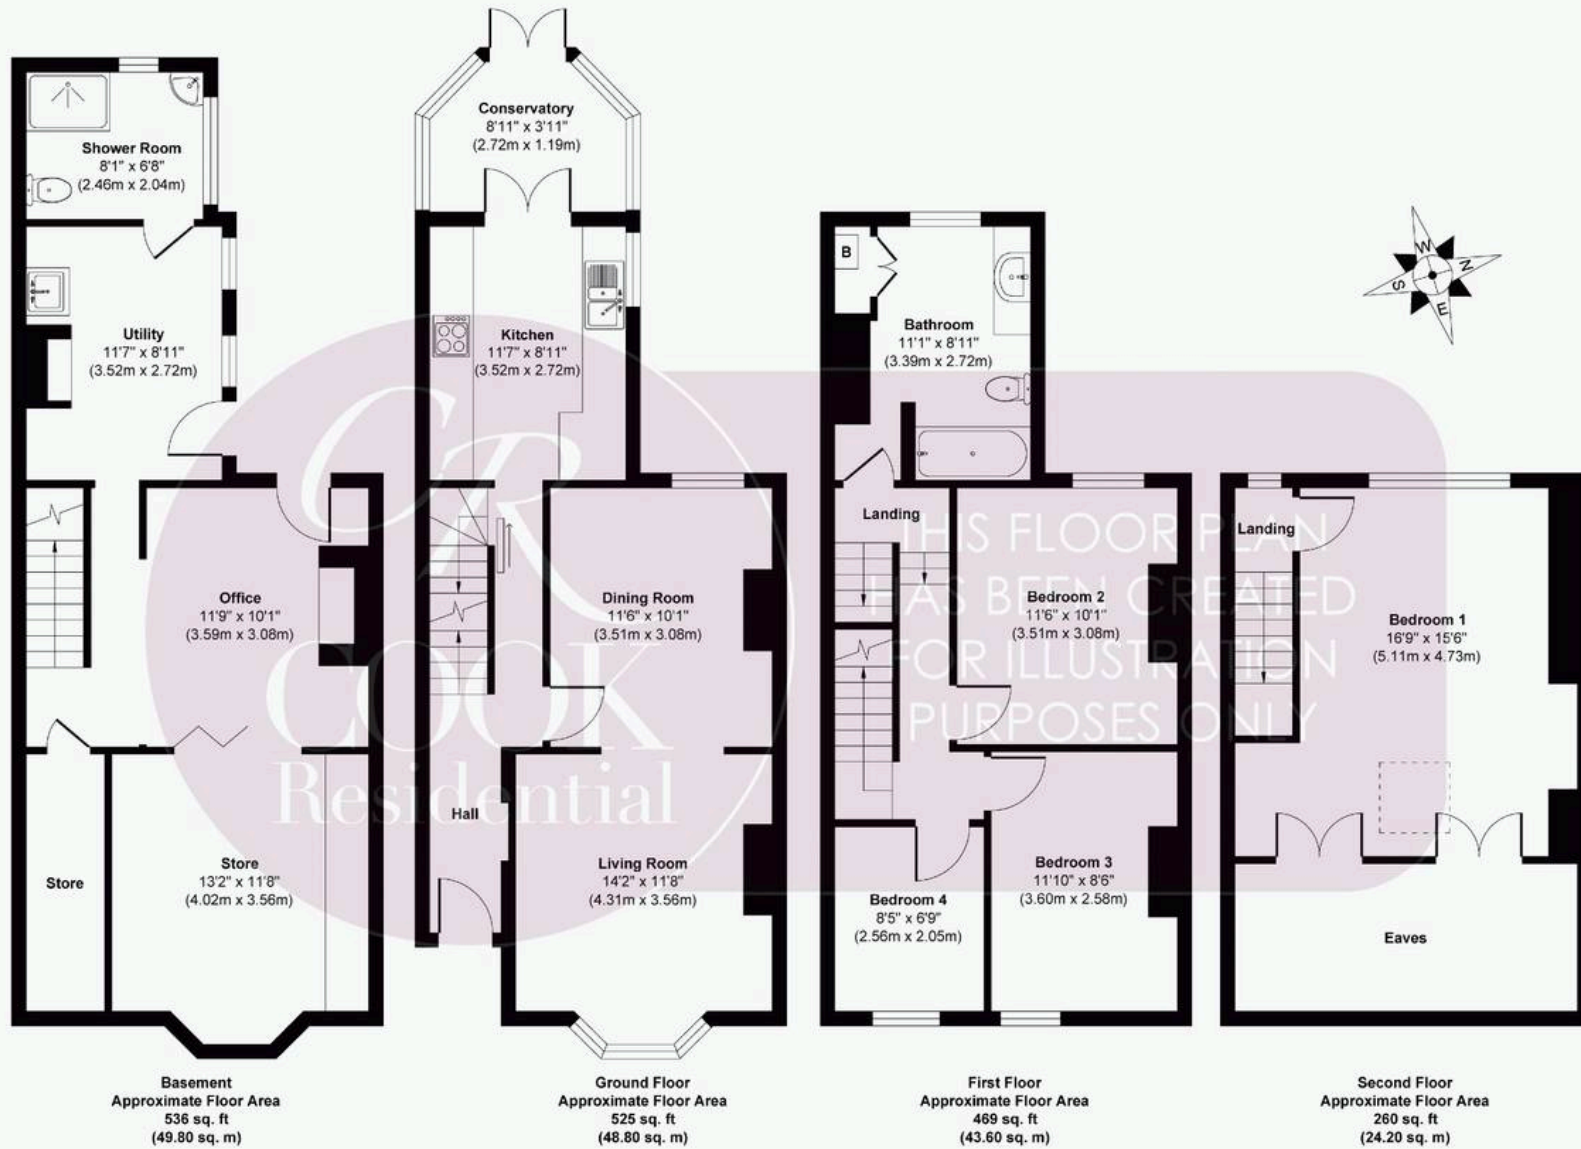 Shower Room
8'1" x 6'8"
(2.46m x 2.04m)
Utility
11'7" x 8'11"
(3.52m x 2.72m)
Office
11'9" x 10'1"
(3.59m x 3.08m)
Store
Store
13'2" x 11'8"
(4.02m x 3.56m)
Basement
Approximate Floor Area
536 sq. ft
(49.80 sq. m)
Conservatory
8'11" x 3'11"
(2.72m x 1.19m)
Kitchen
11'7" x 8'11"
(3.52m x 2.72m)
Dining Room
11'6" x 10'1"
(3.51m x 3.08m)
Hall
Living Room
14'2" x 11'8"
(4.31m x 3.56m)
Ground Floor
Approximate Floor Area
525 sq. ft
(48.80 sq. m)
B
Bathroom
11'1" x 8'11"
(3.39m x 2.72m)
Landing
Bedroom 2
11'6" x 10'1"
(3.51m x 3.08m)
Bedroom 3
11'10" x 8'6"
(3.60m x 2.58m)
Bedroom 4
8'5" x 6'9"
(2.56m x 2.05m)
First Floor
Approximate Floor Area
469 sq. ft
(43.60 sq. m)
W
N
S
E
Landing
Bedroom 1
16'9" x 15'6"
(5.11m x 4.73m)
Eaves
Second Floor
Approximate Floor Area
260 sq. ft
(24.20 sq. m)
CR
COOK
Residential
THIS FLOOR PLAN
HAS BEEN CREATED
FOR ILLUSTRATION
PURPOSES ONLY